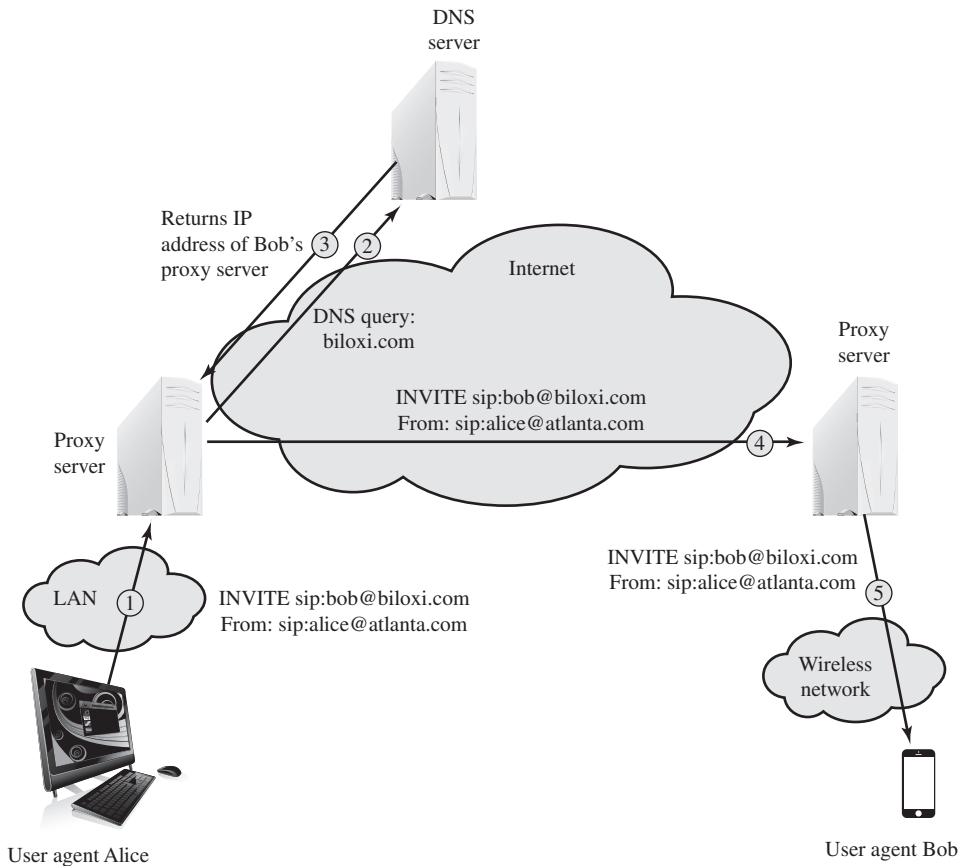 DNS
server
Returns IP
address of Bob's
proxy server
3
2
Internet
DNS query:
biloxi.com
Proxy
server
INVITE sip:bob@biloxi.com
From: sip:alice@atlanta.com
4
Proxy
server
INVITE sip:bob@biloxi.com
From: sip:alice@atlanta.com
5
LAN
1
INVITE sip:bob@biloxi.com
From: sip:alice@atlanta.com
Wireless
network
User agent Alice
User agent Bob